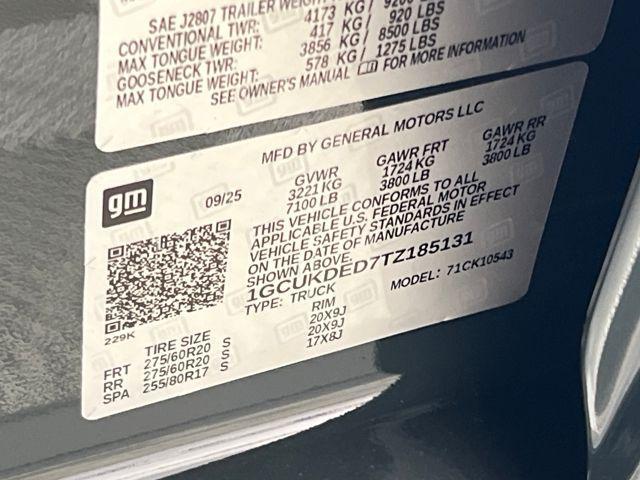 SAE J2807 TRAILER WEIGHT
CONVENTIONAL TWR: 4173 KG / 9200 LBS
MAX TONGUE WEIGHT: 417 KG / 920 LBS
GOOSENECK TWR: 3856 KG / 8500 LBS
MAX TONGUE WEIGHT: 578 KG / 1275 LBS
SEE OWNER'S MANUAL FOR MORE INFORMATION
MFD BY GENERAL MOTORS LLC
gm
09/25
GVWR GAWR FRT GAWR RR
3221 KG 1724 KG 1724 KG
7100 LB 3800 LB 3800 LB
THIS VEHICLE CONFORMS TO ALL
APPLICABLE U.S. FEDERAL MOTOR
VEHICLE SAFETY STANDARDS IN EFFECT
ON THE DATE OF MANUFACTURE
SHOWN ABOVE.
1GCUKDED7TZ185131
TYPE: TRUCK MODEL: 71CK10543
229K
TIRE SIZE RIM
FRT 275/60R20 S 20X9J
RR 275/60R20 S 20X9J
SPA 255/80R17 S 17X8J